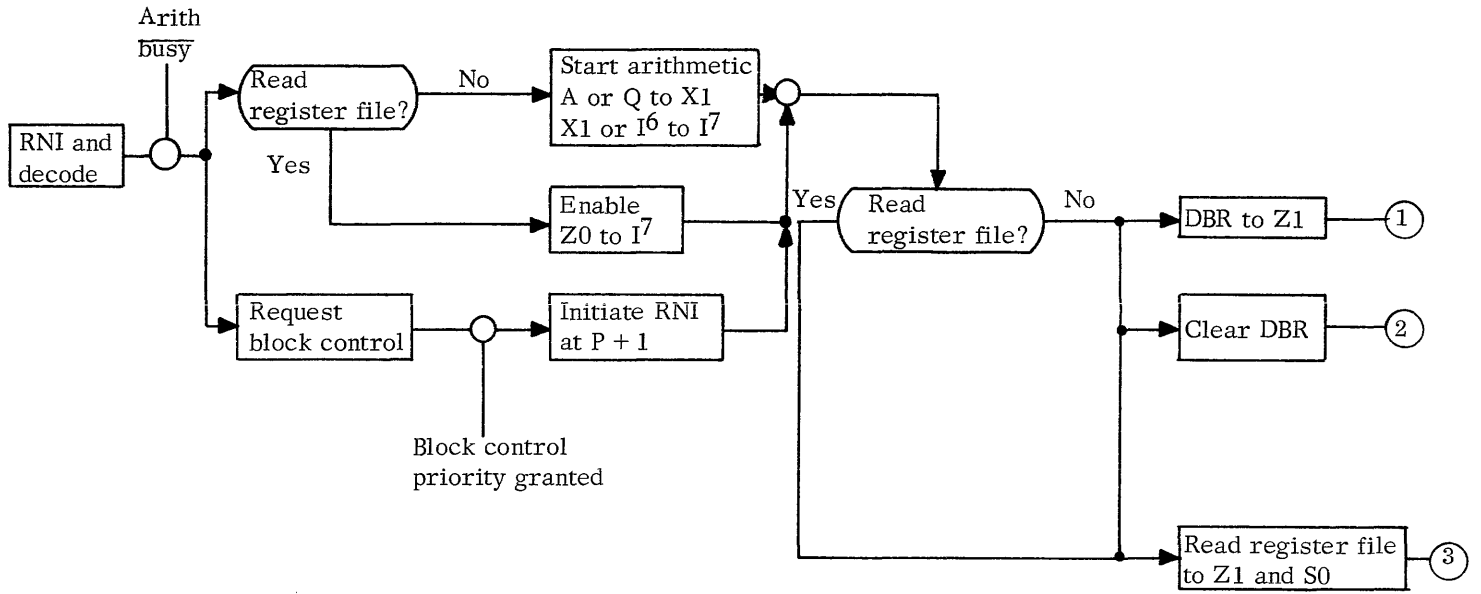 Arith
busy
RNI and
decode
Read
register file?
No
Yes
Start arithmetic
A or Q to X1
X1 or I⁶ to I⁷
Enable
Z0 to I⁷
Request
block control
Initiate RNI
at P + 1
Block control
priority granted
Yes
Read
register file?
No
DBR to Z1
1
Clear DBR
2
Read register file
to Z1 and S0
3